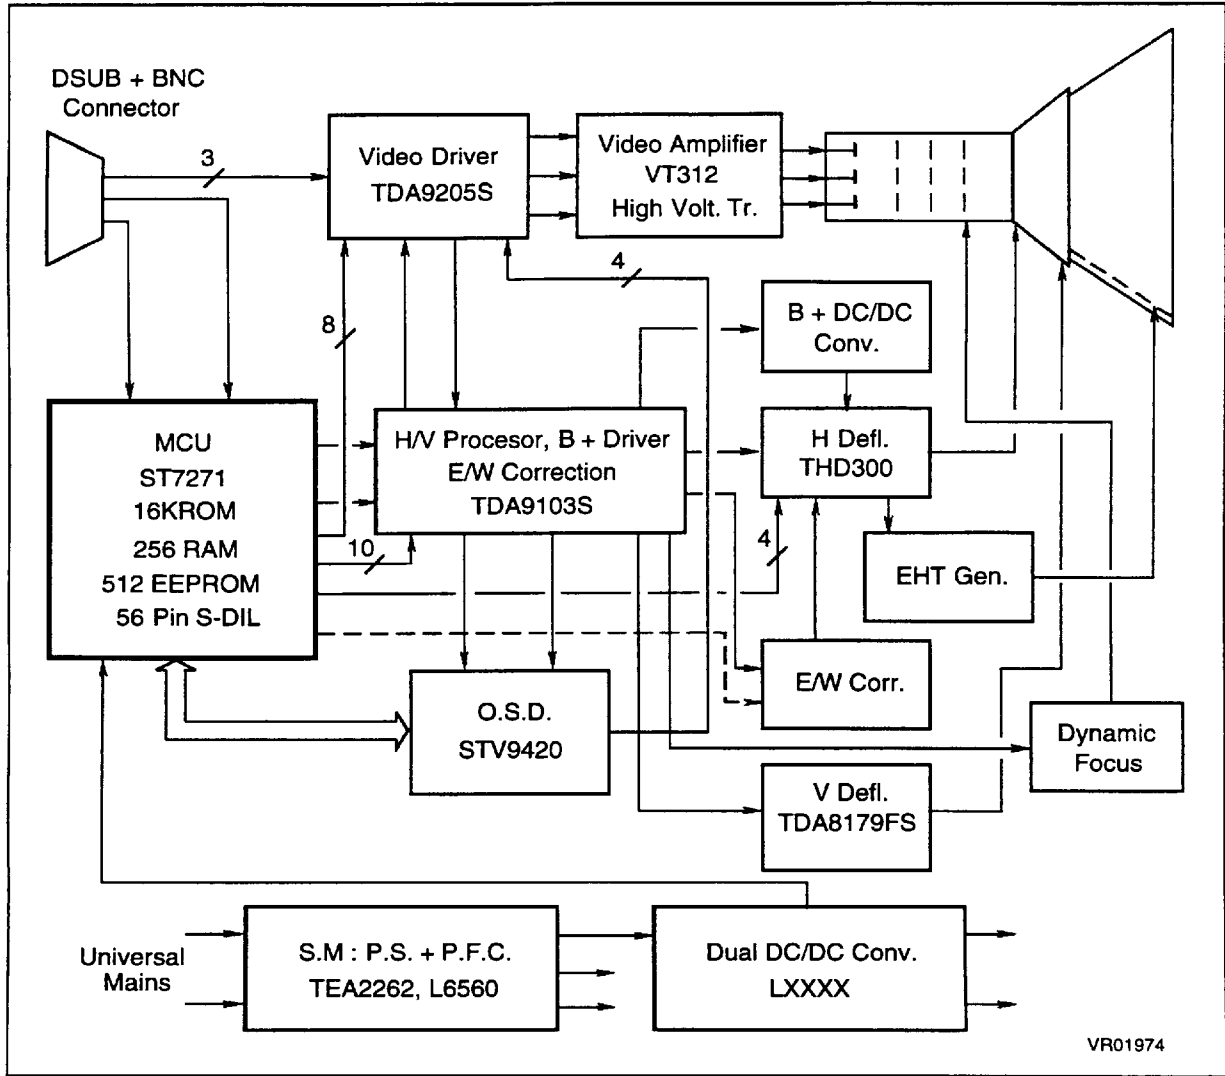 DSUB + BNC
Connector
3
Video Driver
TDA9205S
Video Amplifier
VT312
High Volt. Tr.
4
8
B + DC/DC
Conv.
MCU
ST7271
16KROM
256 RAM
512 EEPROM
56 Pin S-DIL
H/V Procesor, B + Driver
E/W Correction
TDA9103S
H Defl.
THD300
10
4
EHT Gen.
E/W Corr.
O.S.D.
STV9420
Dynamic
Focus
V Defl.
TDA8179FS
Universal
Mains
S.M : P.S. + P.F.C.
TEA2262, L6560
Dual DC/DC Conv.
LXXXX
VR01974